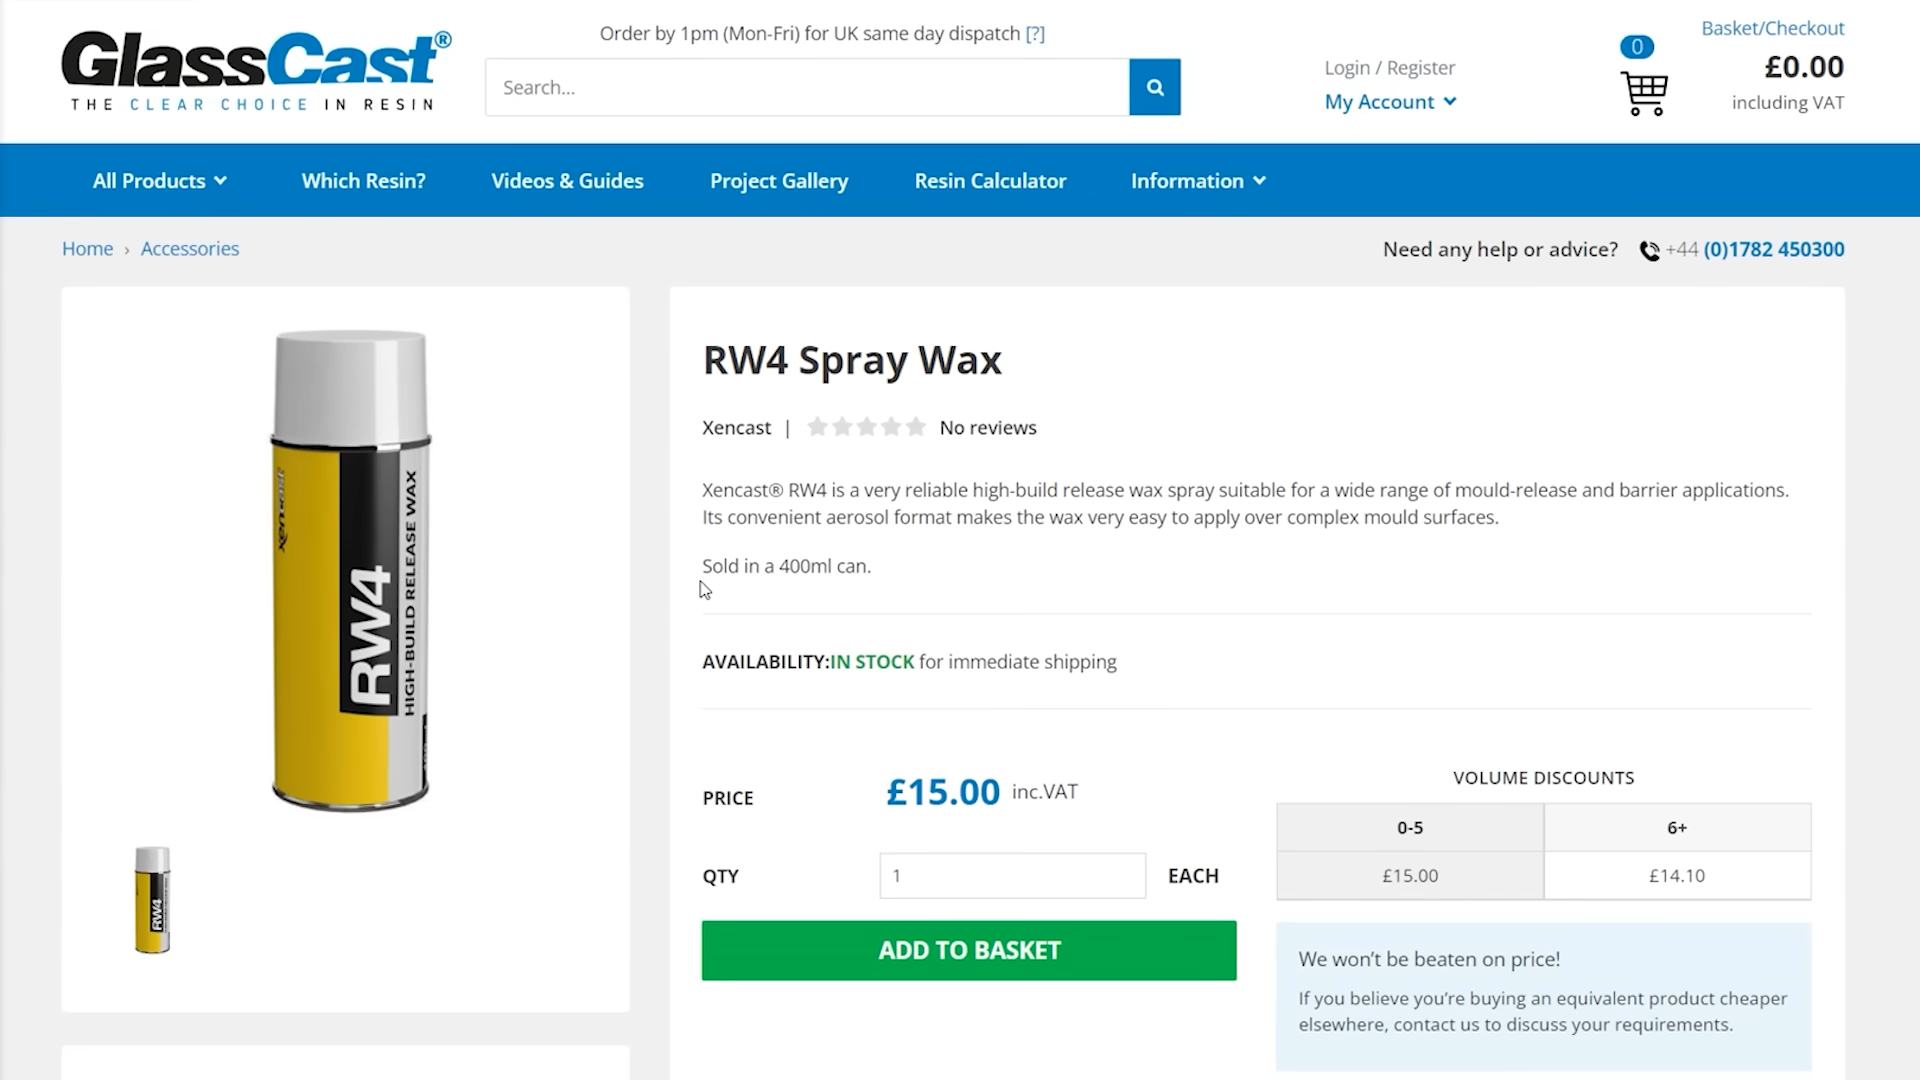 GlassCast®
THE CLEAR CHOICE IN RESIN
Order by 1pm (Mon-Fri) for UK same day dispatch [?]
Search...
Login / Register
My Account
0
Basket/Checkout
£0.00
including VAT
All Products
Which Resin?
Videos & Guides
Project Gallery
Resin Calculator
Information
Home › Accessories
Need any help or advice? +44 (0)1782 450300
xencast
RW4
HIGH-BUILD RELEASE WAX
RW4
RW4 Spray Wax
Xencast | No reviews
Xencast® RW4 is a very reliable high-build release wax spray suitable for a wide range of mould-release and barrier applications.
Its convenient aerosol format makes the wax very easy to apply over complex mould surfaces.
Sold in a 400ml can.
AVAILABILITY:IN STOCK for immediate shipping
PRICE £15.00 inc.VAT
QTY 1 EACH
ADD TO BASKET
VOLUME DISCOUNTS
0-5 6+
£15.00 £14.10
We won't be beaten on price!
If you believe you're buying an equivalent product cheaper
elsewhere, contact us to discuss your requirements.